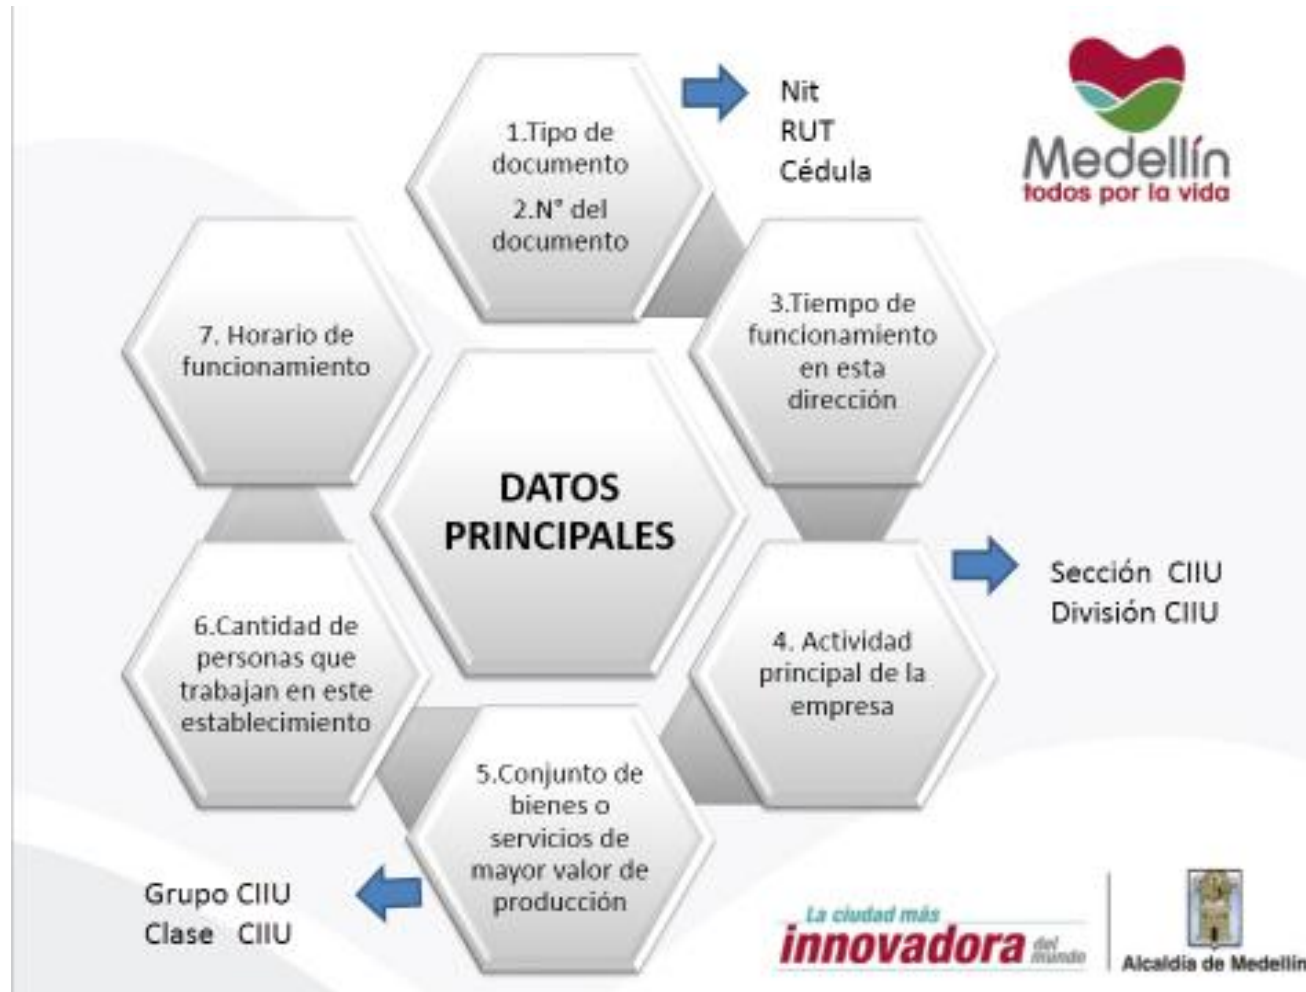 1.Tipo de
documento
2.N° del
documento
Nit
RUT
Cédula
Medellín
todos por la vida
3.Tiempo de
funcionamiento
en esta
dirección
7. Horario de
funcionamiento
DATOS
PRINCIPALES
Sección CIIU
División CIIU
4. Actividad
principal de la
empresa
6.Cantidad de
personas que
trabajan en este
establecimiento
5.Conjunto de
bienes o
servicios de
mayor valor de
producción
Grupo CIIU
Clase CIIU
La ciudad más
innovadora del mundo
Alcaldía de Medellín